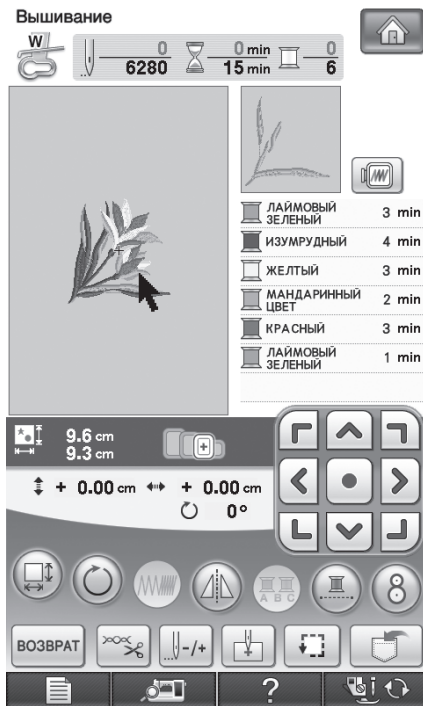 Вышивание
W
0 0 min 0
6280 15 min 6
ЛАЙМОВЫЙ
ЗЕЛЕНЫЙ 3 min
ИЗУМРУДНЫЙ 4 min
ЖЕЛТЫЙ 3 min
МАНДАРИННЫЙ
ЦВЕТ 2 min
КРАСНЫЙ 3 min
ЛАЙМОВЫЙ
ЗЕЛЕНЫЙ 1 min
9.6 cm
9.3 cm
+ 0.00 cm + 0.00 cm
0°
A B C
8
ВОЗВРАТ -/+
?